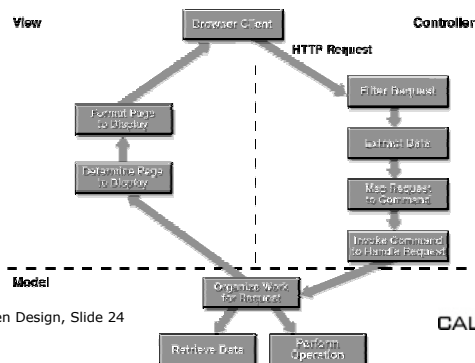 View
Browser Client
Controller
HTTP Request
Filter Request
Format Page
to Display
Extract Data
Determine Page
to Display
Map Request
to Command
Invoke Command
to Handle Request
Model
Organize Work
for Request
en Design, Slide 24
CAL
Retrieve Data
Perform
Operation